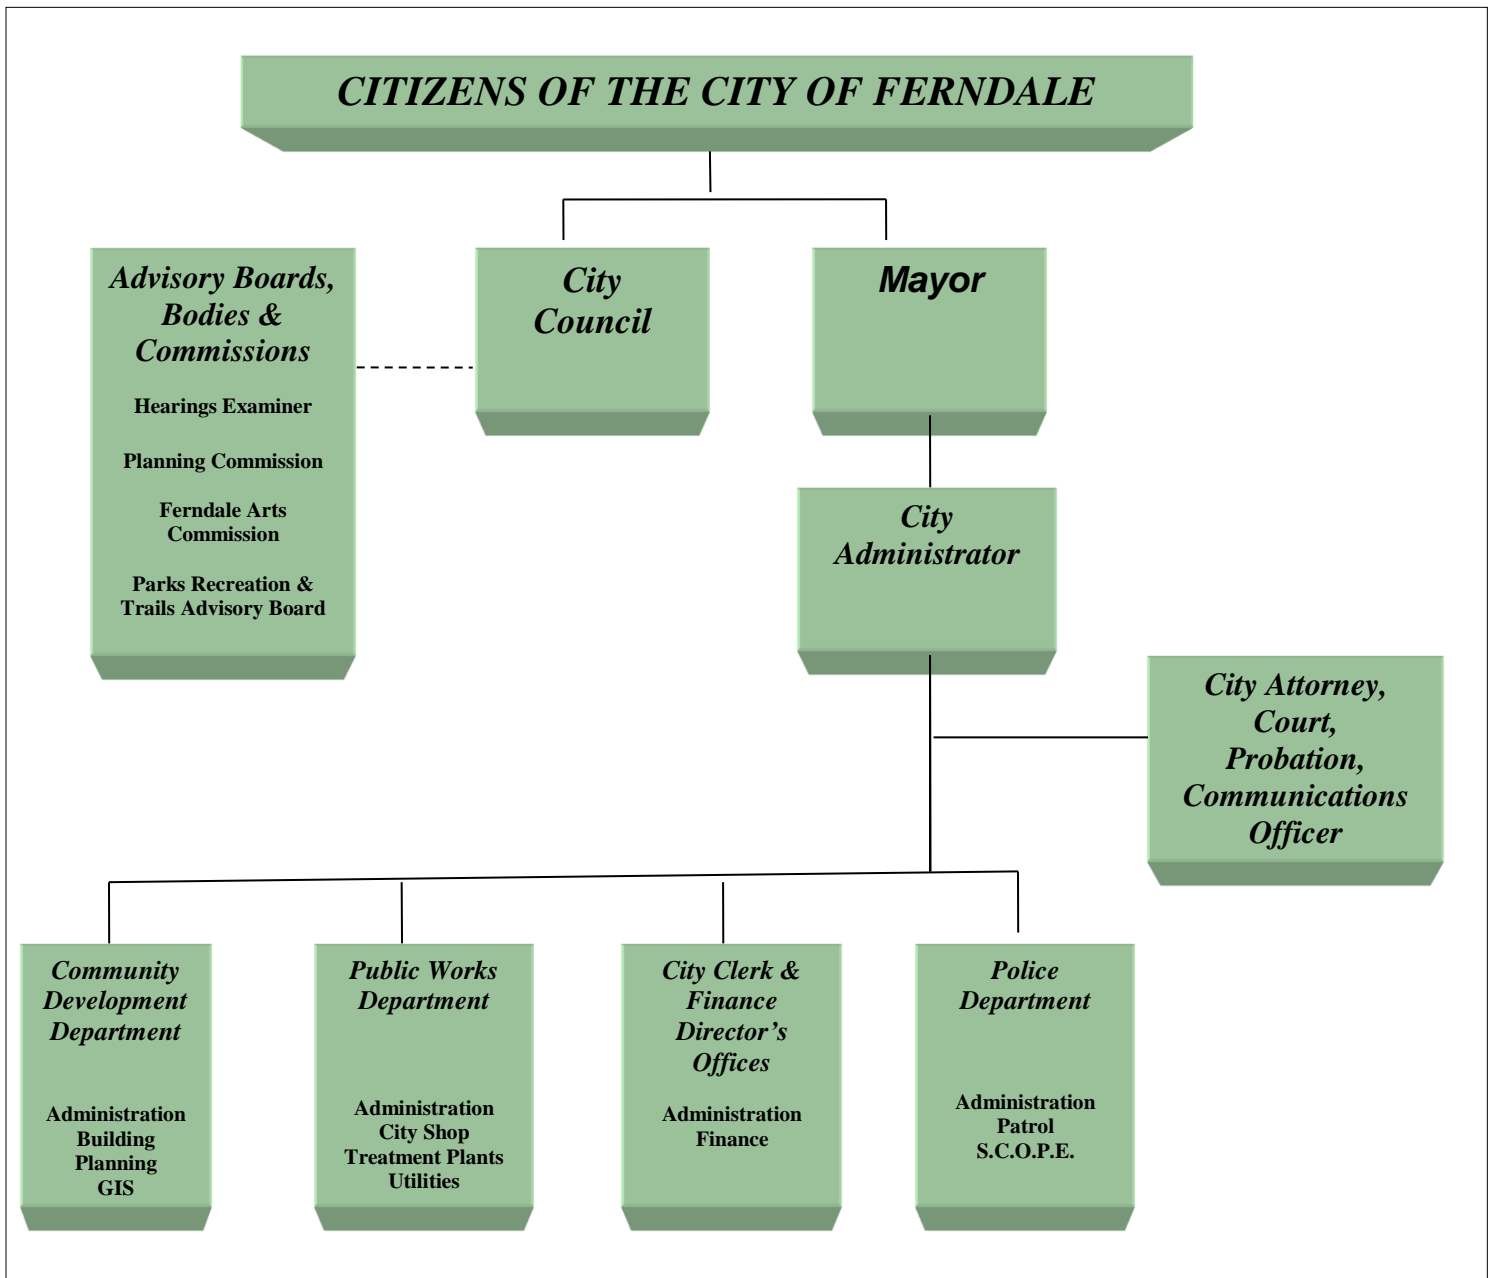 CITIZENS OF THE CITY OF FERNDALE
Advisory Boards,
Bodies &
Commissions
Hearings Examiner
Planning Commission
Ferndale Arts
Commission
Parks Recreation &
Trails Advisory Board
City
Council
Mayor
City
Administrator
City Attorney,
Court,
Probation,
Communications
Officer
Community
Development
Department
Administration
Building
Planning
GIS
Public Works
Department
Administration
City Shop
Treatment Plants
Utilities
City Clerk &
Finance
Director’s
Offices
Administration
Finance
Police
Department
Administration
Patrol
S.C.O.P.E.